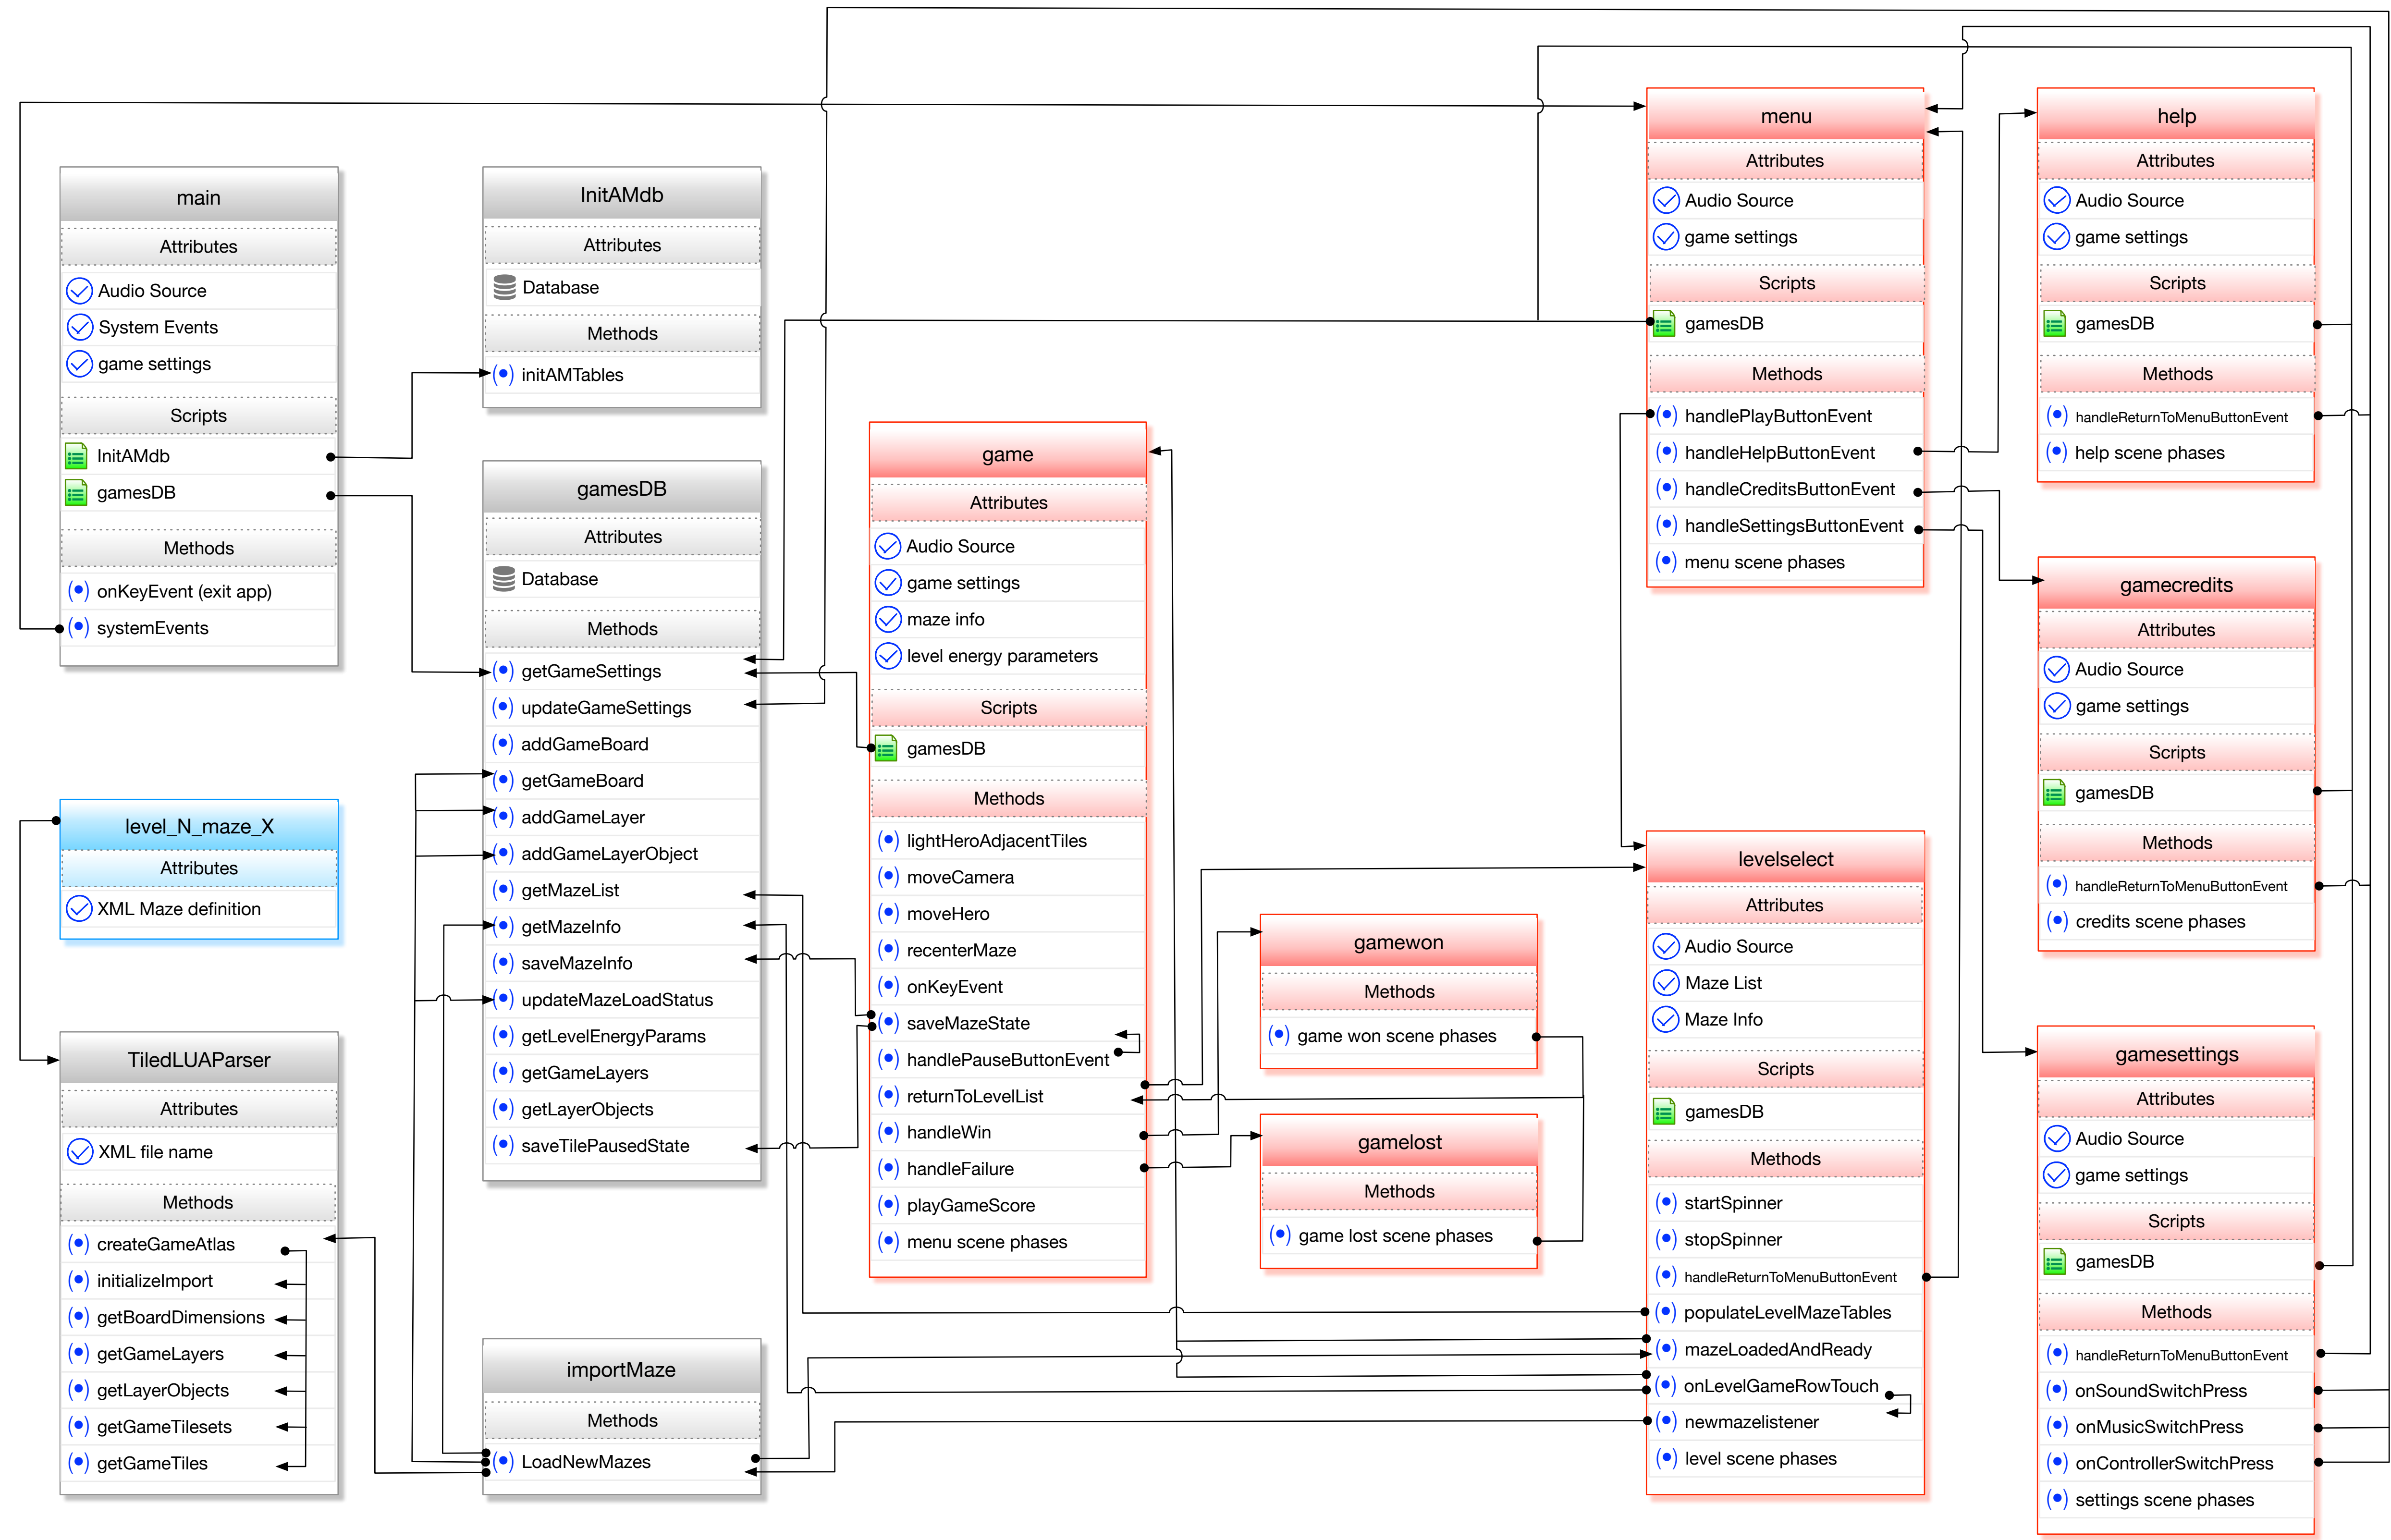 main
Attributes
Audio Source
System Events
game settings
Scripts
InitAMdb
gamesDB
Methods
onKeyEvent (exit app)
systemEvents
level_N_maze_X
Attributes
XML Maze definition
TiledLUAParser
Attributes
XML file name
Methods
createGameAtlas
initializeImport
getBoardDimensions
getGameLayers
getLayerObjects
getGameTilesets
getGameTiles
InitAMdb
Attributes
Database
Methods
initAMTables
gamesDB
Attributes
Database
Methods
getGameSettings
updateGameSettings
addGameBoard
getGameBoard
addGameLayer
addGameLayerObject
getMazeList
getMazeInfo
saveMazeInfo
updateMazeLoadStatus
getLevelEnergyParams
getGameLayers
getLayerObjects
saveTilePausedState
importMaze
Methods
LoadNewMazes
game
Attributes
Audio Source
game settings
maze info
level energy parameters
Scripts
gamesDB
Methods
lightHeroAdjacentTiles
moveCamera
moveHero
recenterMaze
onKeyEvent
saveMazeState
handlePauseButtonEvent
returnToLevelList
handleWin
handleFailure
playGameScore
menu scene phases
gamewon
Methods
game won scene phases
gamelost
Methods
game lost scene phases
menu
Attributes
Audio Source
game settings
Scripts
gamesDB
Methods
handlePlayButtonEvent
handleHelpButtonEvent
handleCreditsButtonEvent
handleSettingsButtonEvent
menu scene phases
levelselect
Attributes
Audio Source
Maze List
Maze Info
Scripts
gamesDB
Methods
startSpinner
stopSpinner
handleReturnToMenuButtonEvent
populateLevelMazeTables
mazeLoadedAndReady
onLevelGameRowTouch
newmazelistener
level scene phases
help
Attributes
Audio Source
game settings
Scripts
gamesDB
Methods
handleReturnToMenuButtonEvent
help scene phases
gamecredits
Attributes
Audio Source
game settings
Scripts
gamesDB
Methods
handleReturnToMenuButtonEvent
credits scene phases
gamesettings
Attributes
Audio Source
game settings
Scripts
gamesDB
Methods
handleReturnToMenuButtonEvent
onSoundSwitchPress
onMusicSwitchPress
onControllerSwitchPress
settings scene phases